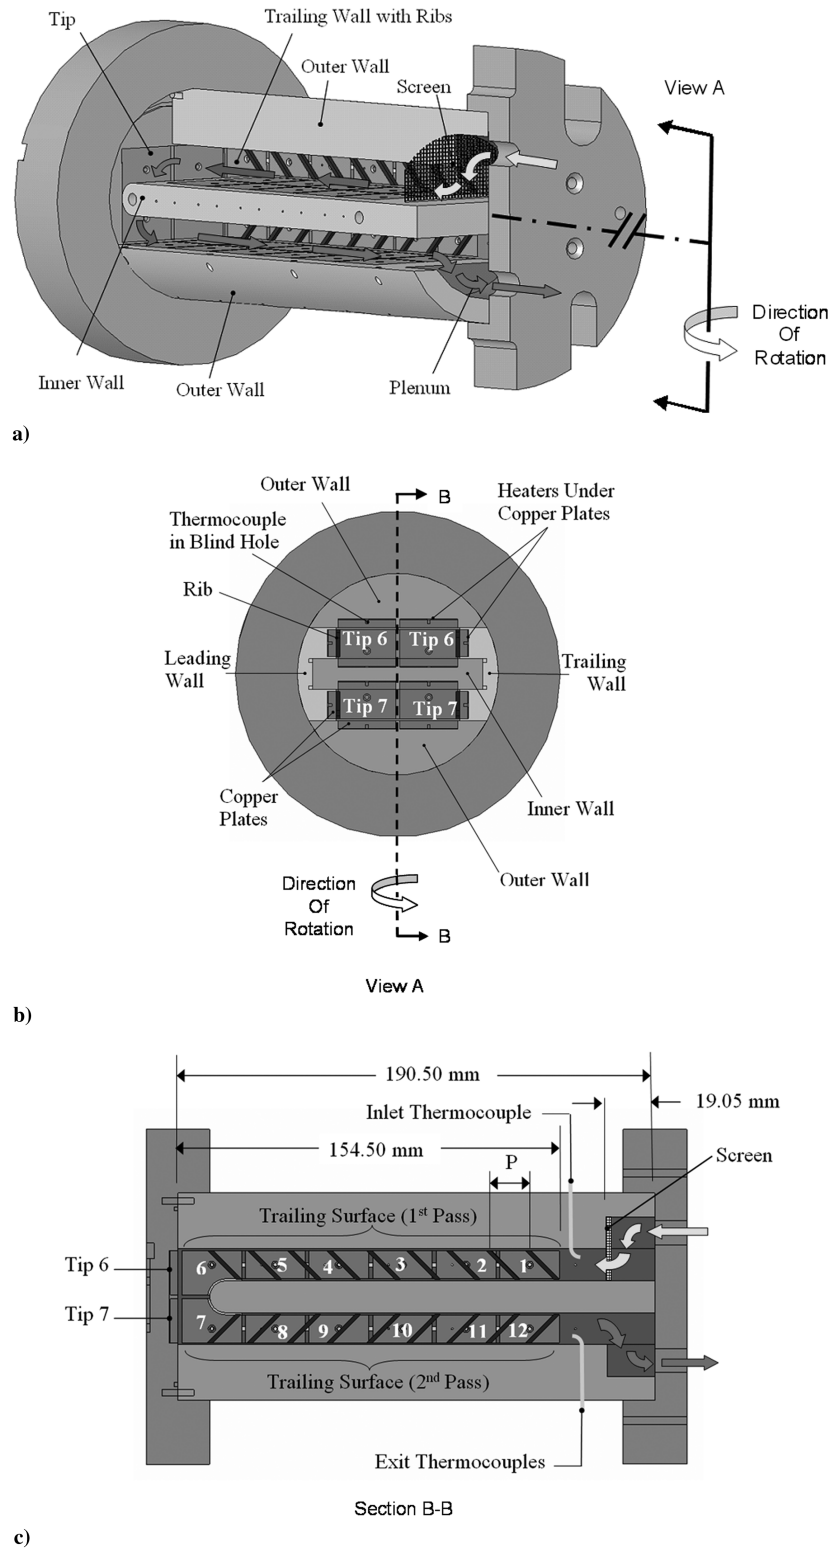 Tip
Trailing Wall with Ribs
Outer Wall
Screen
View A
Direction
Of
Rotation
Inner Wall
Outer Wall
Plenum
a)
Outer Wall
B
Heaters Under
Copper Plates
Thermocouple
in Blind Hole
Rib
Tip 6
Tip 6
Leading
Wall
Trailing
Wall
Tip 7
Tip 7
Copper
Plates
Inner Wall
Outer Wall
Direction
Of
Rotation
B
View A
b)
190.50 mm
19.05 mm
Inlet Thermocouple
154.50 mm
P
Screen
Trailing Surface (1st Pass)
Tip 6
6 5 4 3 2 1
Tip 7
7 8 9 10 11 12
Trailing Surface (2nd Pass)
Exit Thermocouples
Section B-B
c)